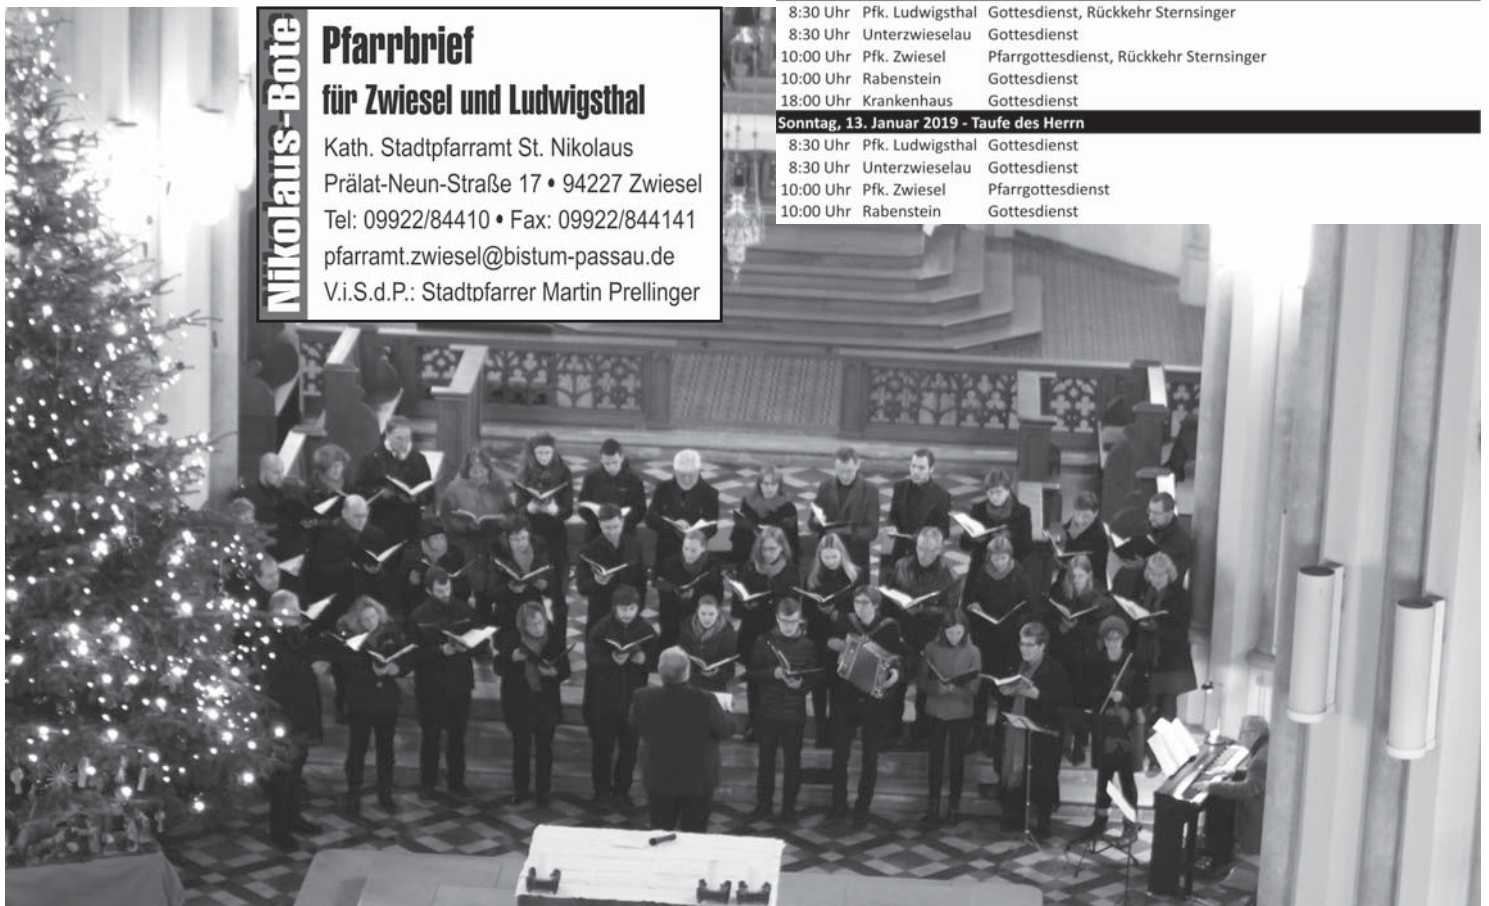 Nikolaus-Bote
Pfarrbrief
für Zwiesel und Ludwigsthal
Kath. Stadtpfarramt St. Nikolaus
Prälat-Neun-Straße 17 • 94227 Zwiesel
Tel: 09922/84410 • Fax: 09922/844141
pfarramt.zwiesel@bistum-passau.de
V.i.S.d.P.: Stadtpfarrer Martin Prellinger
8:30 Uhr Pfk. Ludwigsthal Gottesdienst, Rückkehr Sternsinger
8:30 Uhr Unterzwieselau Gottesdienst
10:00 Uhr Pfk. Zwiesel Pfarrgottesdienst, Rückkehr Sternsinger
10:00 Uhr Rabenstein Gottesdienst
18:00 Uhr Krankenhaus Gottesdienst
Sonntag, 13. Januar 2019 - Taufe des Herrn
8:30 Uhr Pfk. Ludwigsthal Gottesdienst
8:30 Uhr Unterzwieselau Gottesdienst
10:00 Uhr Pfk. Zwiesel Pfarrgottesdienst
10:00 Uhr Rabenstein Gottesdienst